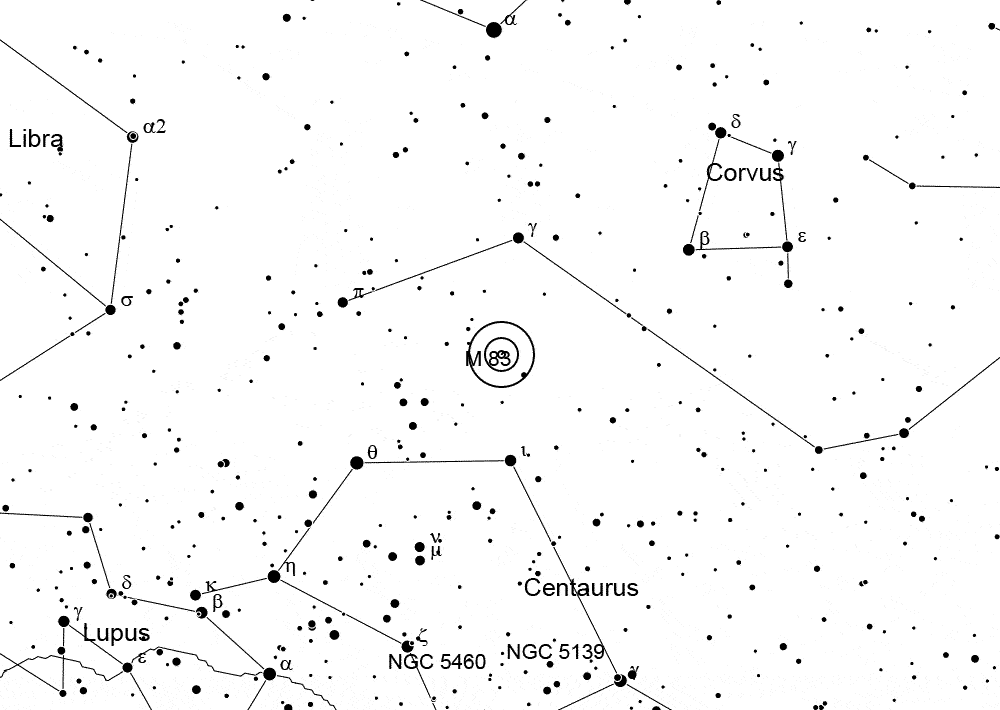 α
α2
Libra
δ
γ
Corvus
γ
β
ε
π
σ
M 83
θ
ι
ν
μ
η
δ
κ
β
Centaurus
γ
Lupus
ζ
ε
α
NGC 5460
NGC 5139
γ